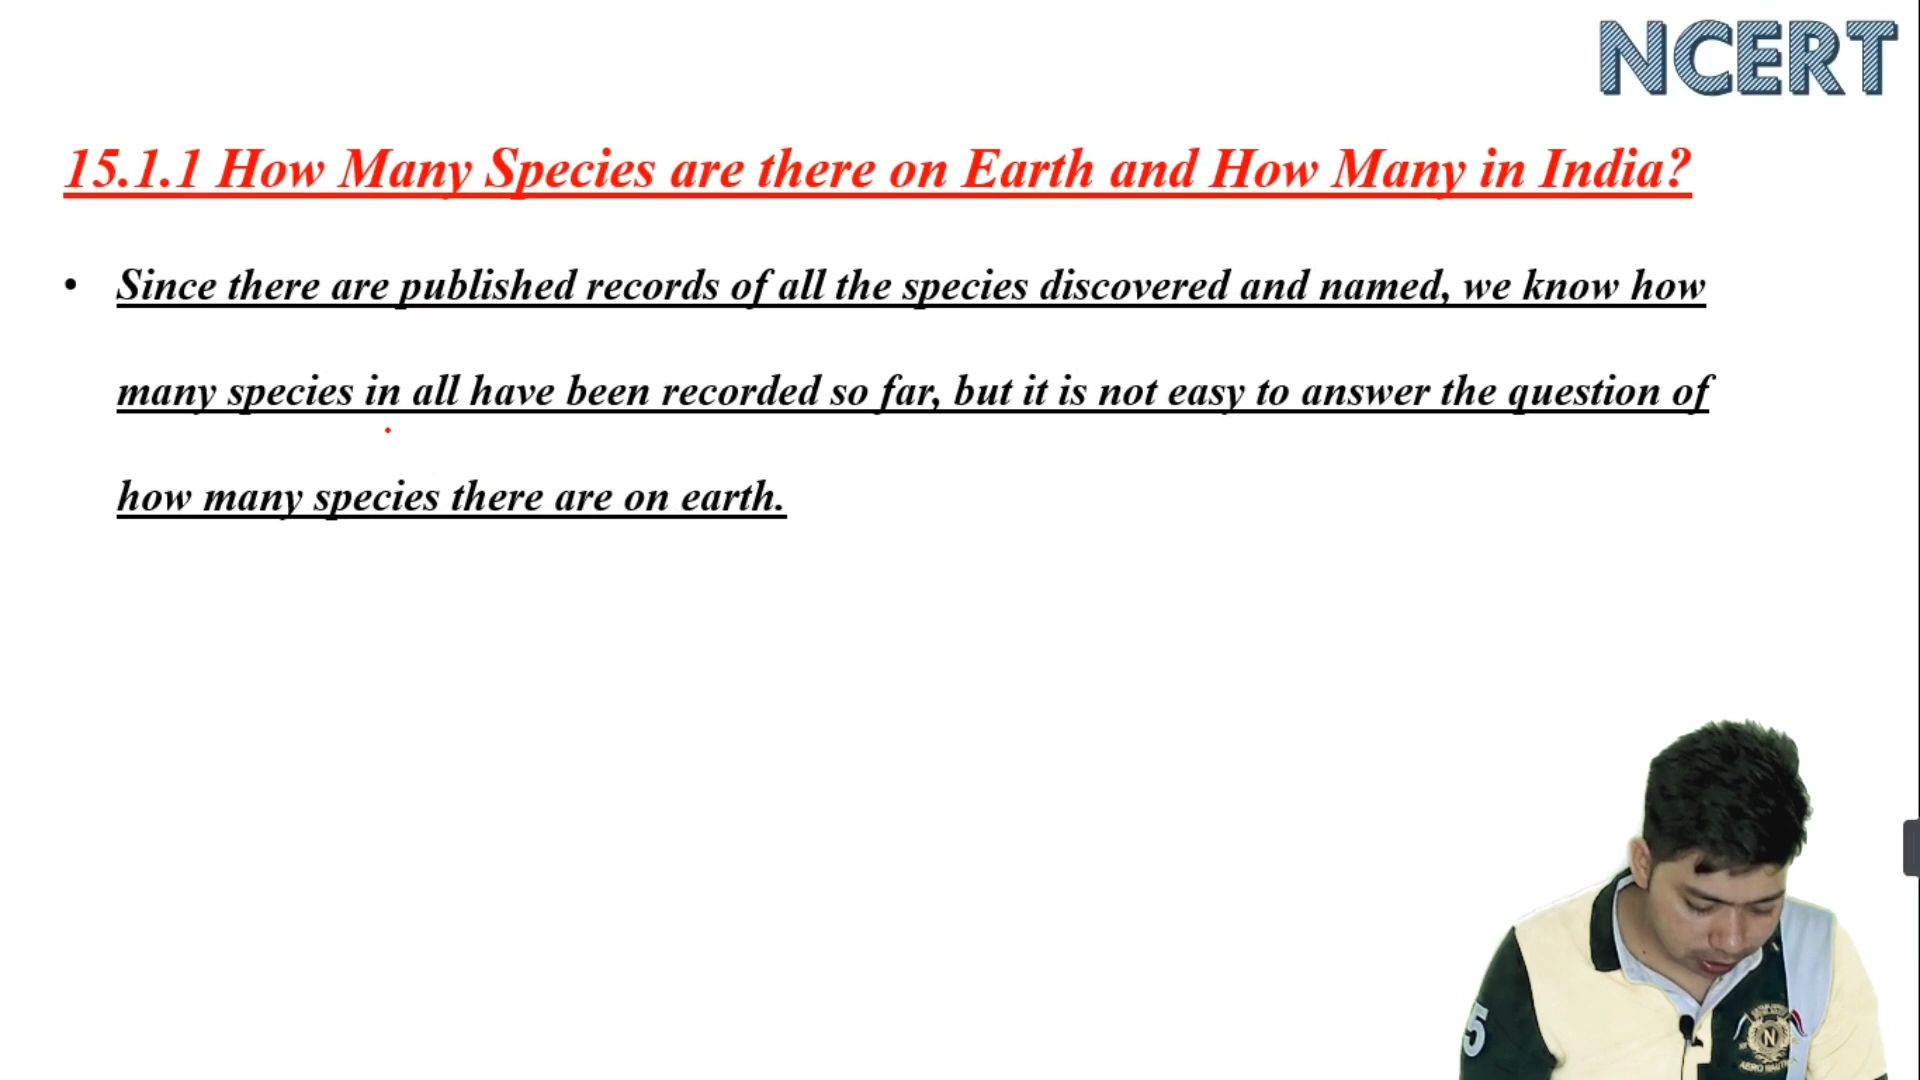 NCERT
15.1.1 How Many Species are there on Earth and How Many in India?
• Since there are published records of all the species discovered and named, we know how
many species in all have been recorded so far, but it is not easy to answer the question of
how many species there are on earth.
5
N